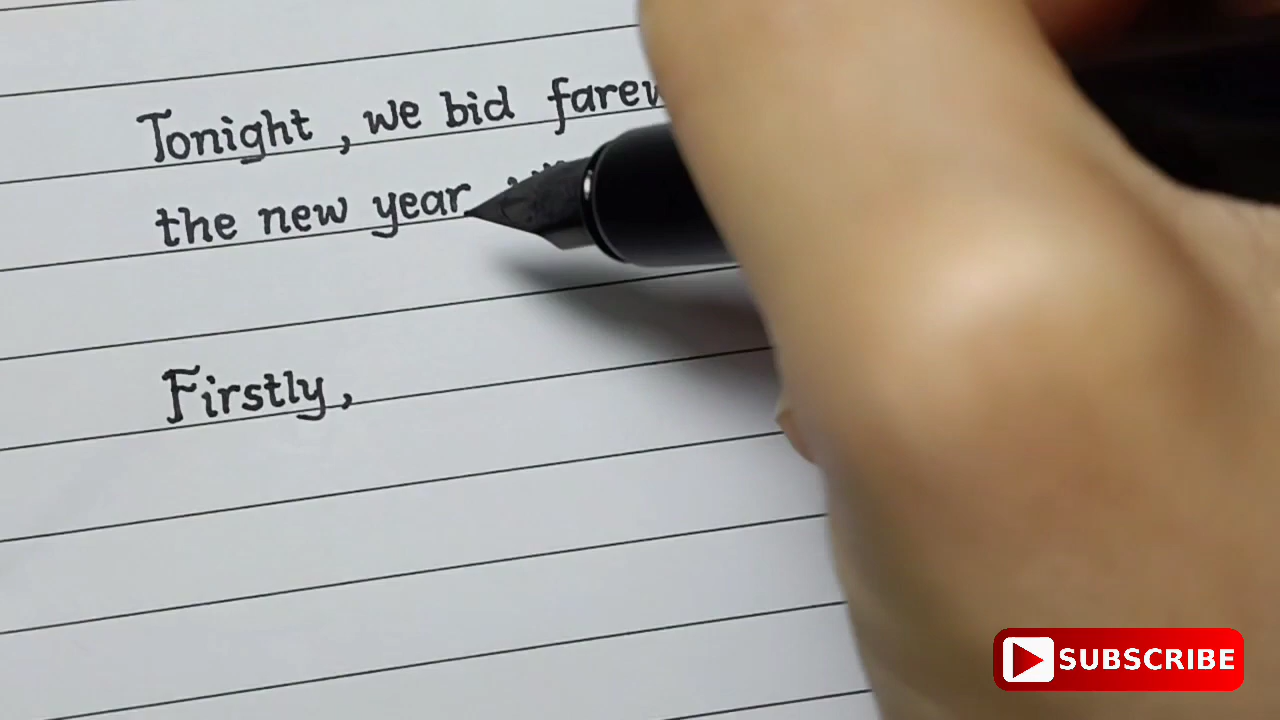 Tonight, we bid
the new year
Firstly,
SUBSCRIBE